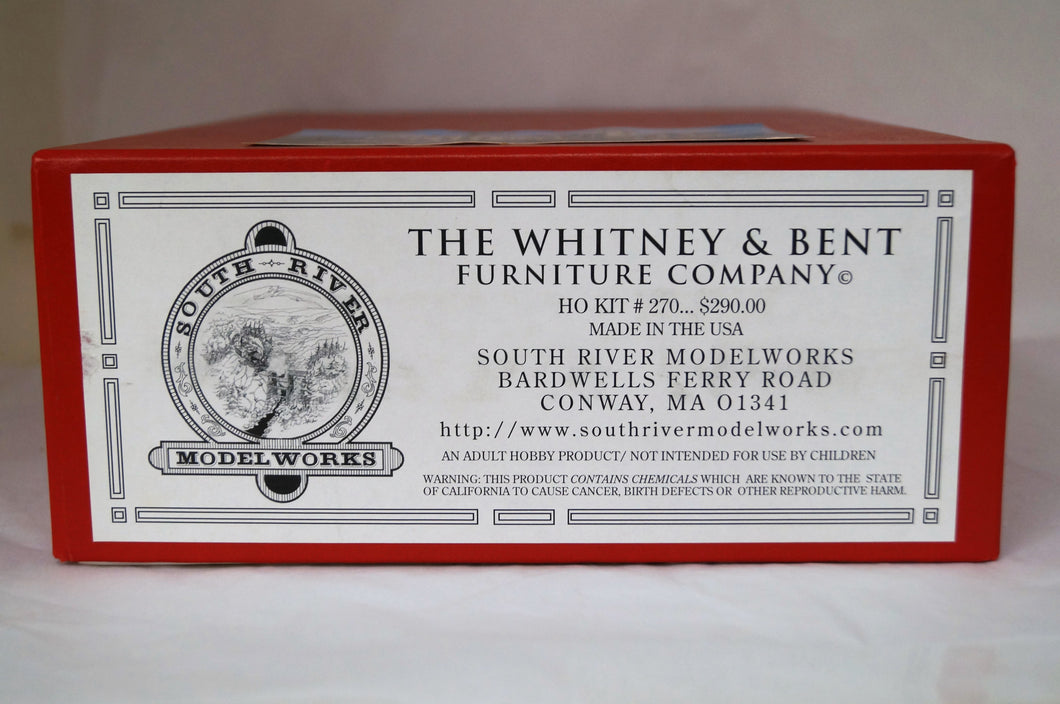 SOUTH RIVER
MODELWORKS
THE WHITNEY & BENT
FURNITURE COMPANY©
HO KIT # 270... $290.00
MADE IN THE USA
SOUTH RIVER MODELWORKS
BARDWELLS FERRY ROAD
CONWAY, MA 01341
http://www.southrivermodelworks.com
AN ADULT HOBBY PRODUCT/ NOT INTENDED FOR USE BY CHILDREN
WARNING: THIS PRODUCT CONTAINS CHEMICALS WHICH ARE KNOWN TO THE STATE
OF CALIFORNIA TO CAUSE CANCER, BIRTH DEFECTS OR OTHER REPRODUCTIVE HARM.